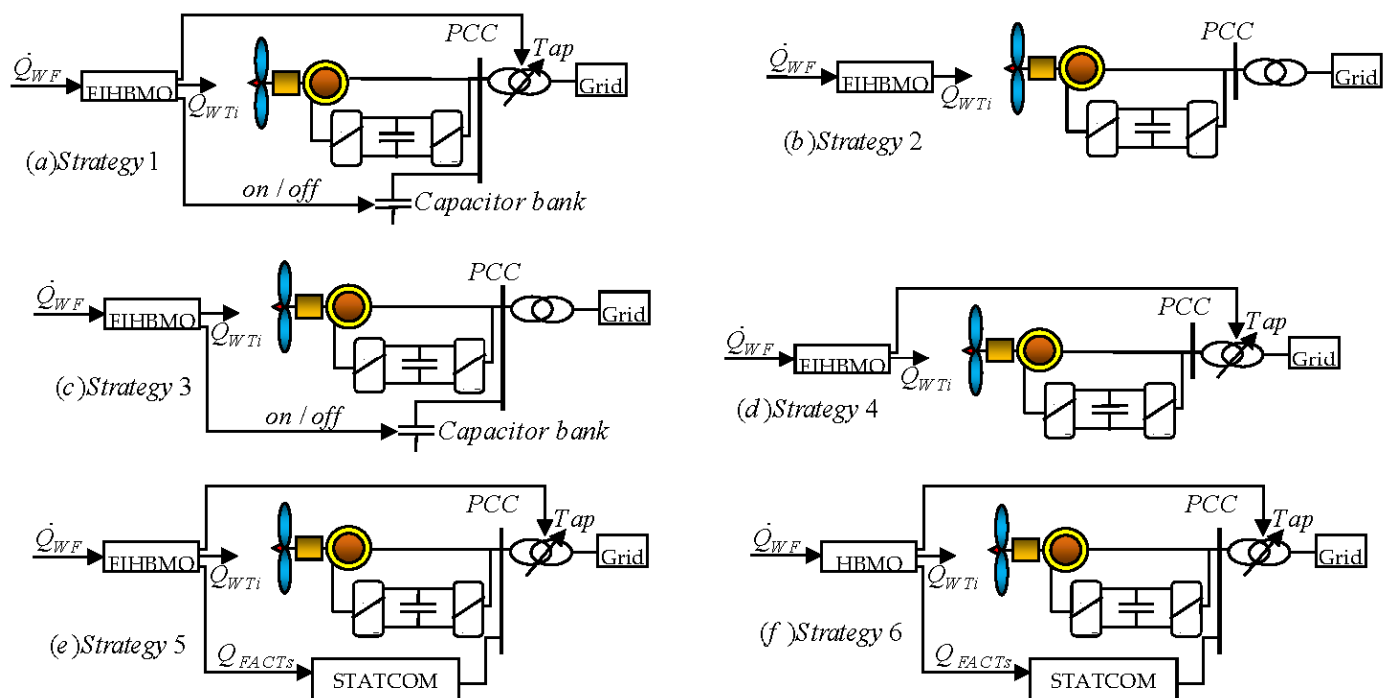 PCC
Tap
Q̇WF
FIHBMO
QWTi
Grid
(a)Strategy 1
on / off
Capacitor bank
PCC
Q̇WF
FIHBMO
QWTi
Grid
(b)Strategy 2
PCC
Q̇WF
FIHBMO
QWTi
Grid
(c)Strategy 3
on / off
Capacitor bank
PCC
Tap
Q̇WF
FIHBMO
QWTi
Grid
(d)Strategy 4
PCC
Tap
Q̇WF
FIHBMO
QWTi
Grid
(e)Strategy 5
QFACTs
STATCOM
PCC
Tap
Q̇WF
HBMO
QWTi
Grid
(f)Strategy 6
QFACTs
STATCOM